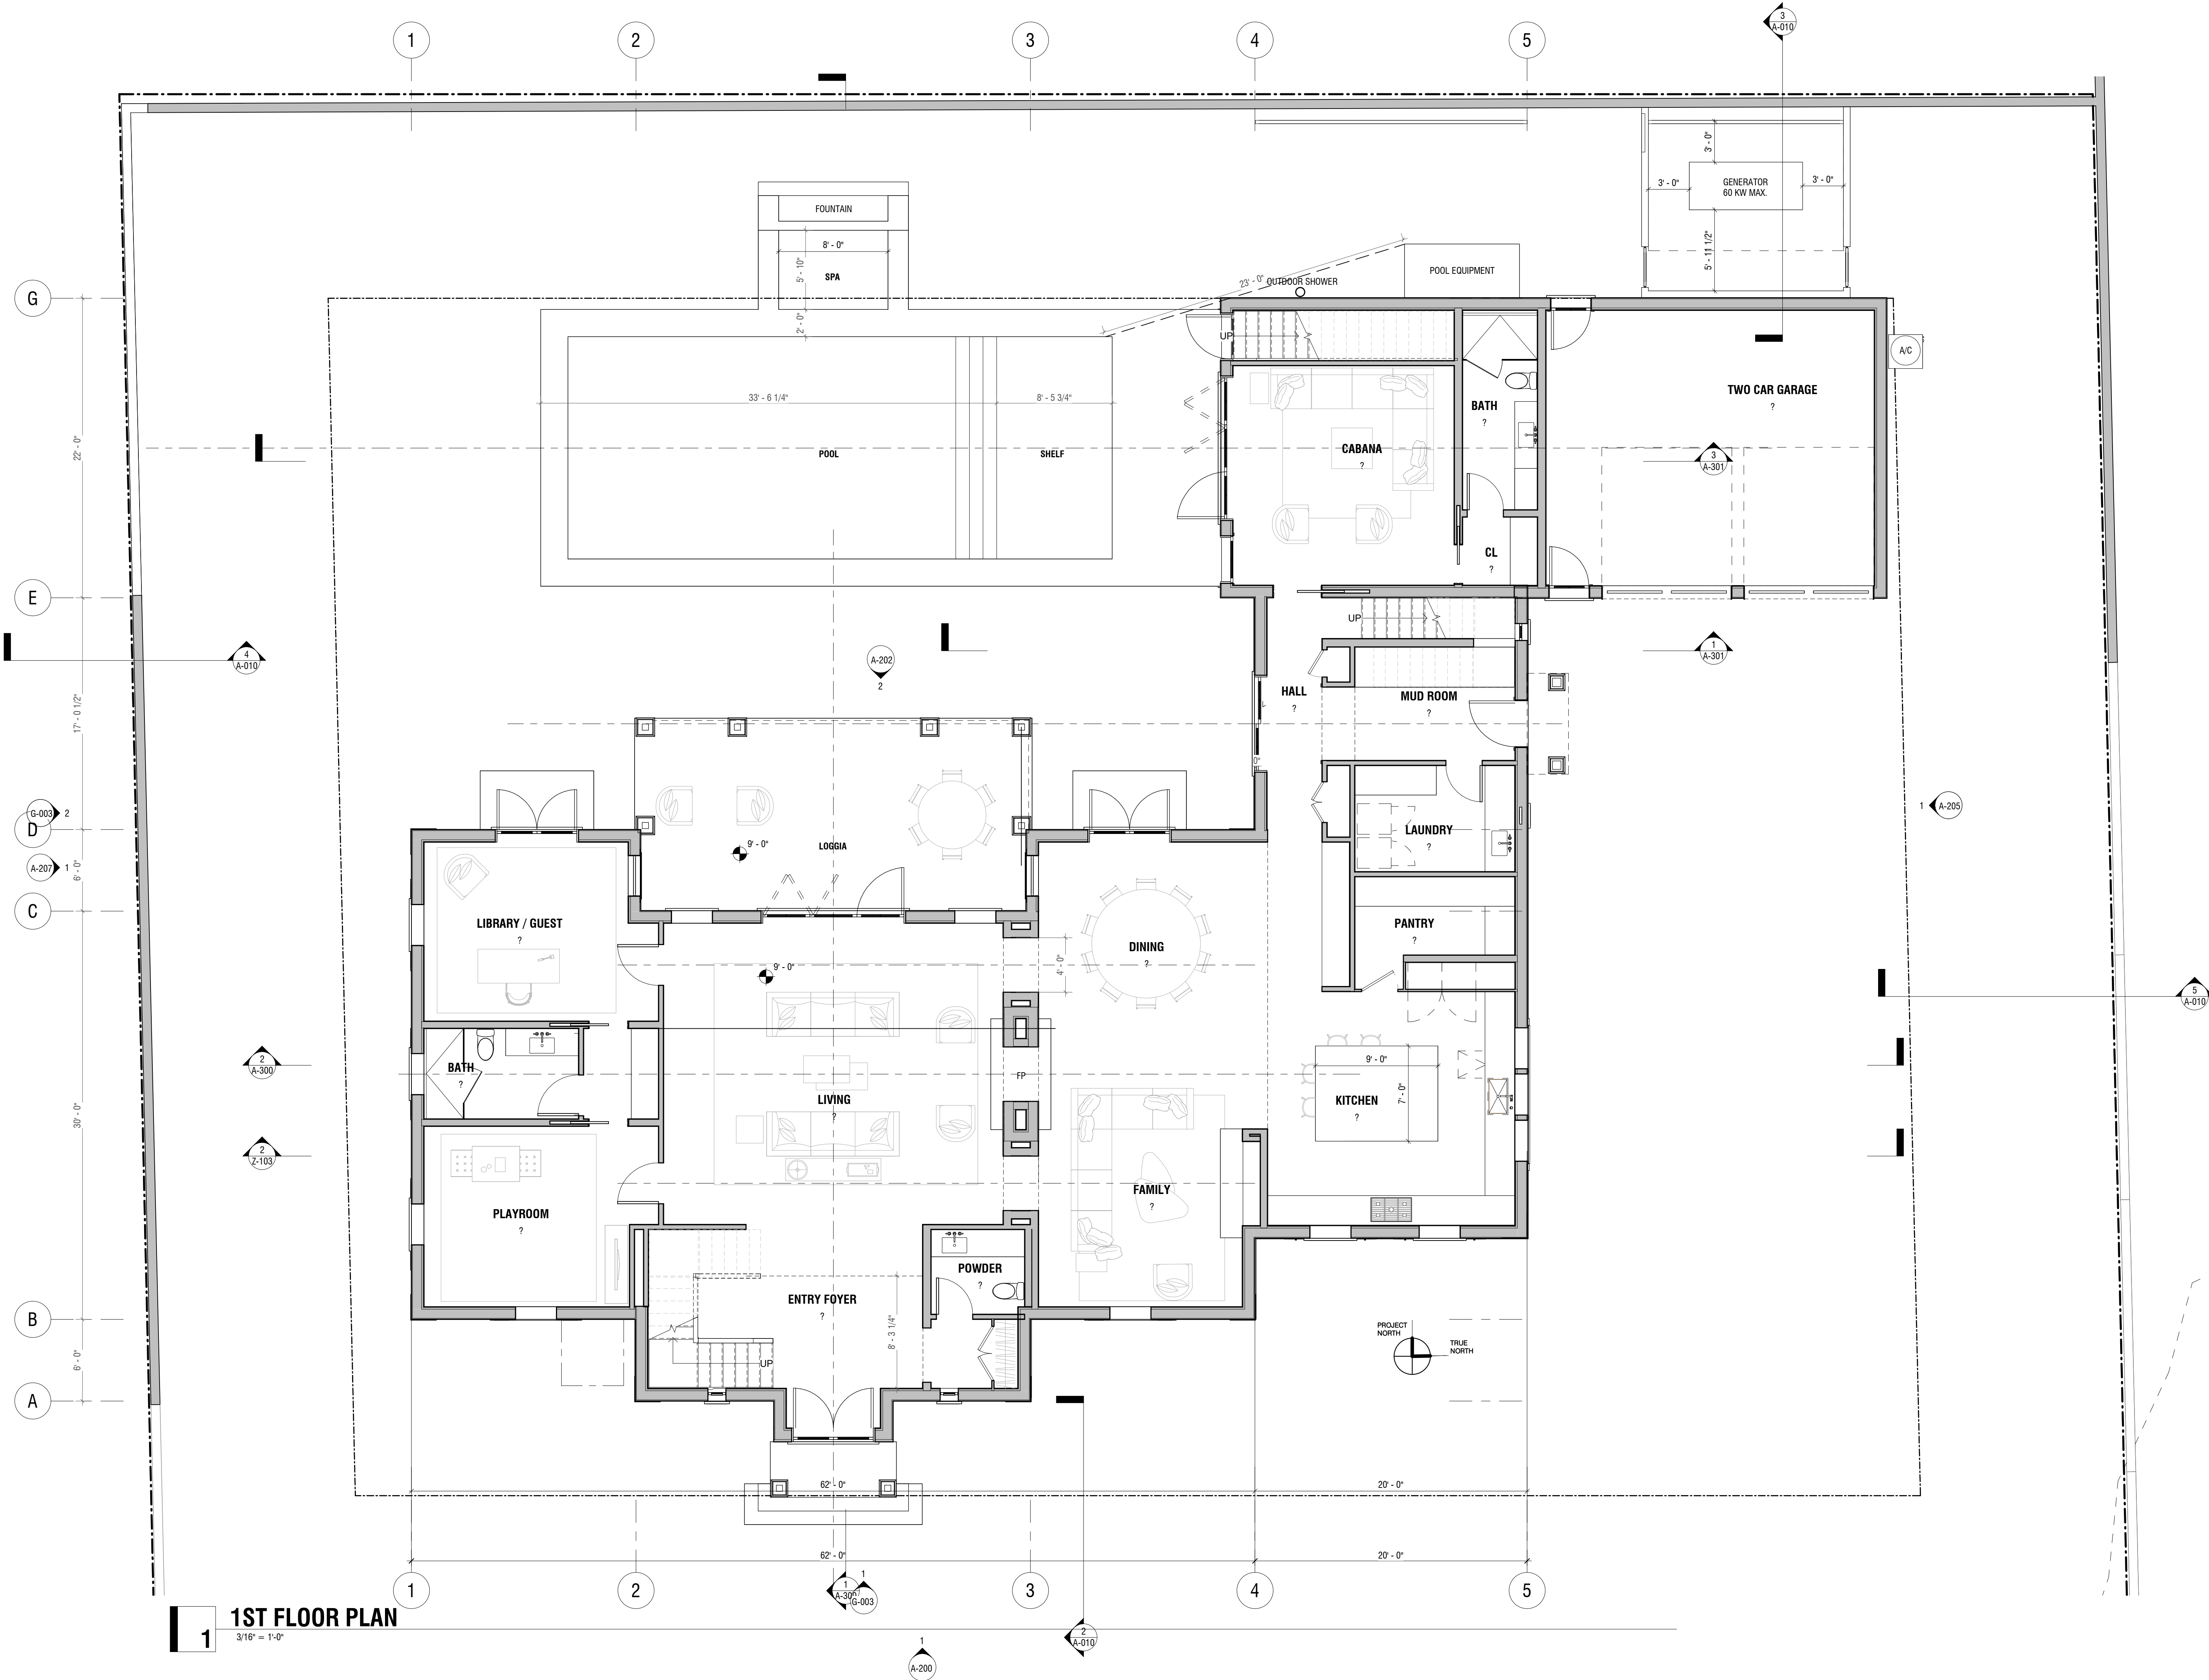 3
A-010
1
2
3
4
5
3' - 0"
3' - 0"
GENERATOR
60 KW MAX.
3' - 0"
5' - 11 1/2"
FOUNTAIN
8' - 0"
5' - 10"
SPA
2' - 0"
23' - 0"
OUTDOOR SHOWER
POOL EQUIPMENT
G
UP
A/C
33' - 6 1/4"
8' - 5 3/4"
TWO CAR GARAGE
?
BATH
?
22' - 0"
POOL
SHELF
CABANA
?
3
A-301
CL
?
E
UP
4
A-010
A-202
2
1
A-301
HALL
?
MUD ROOM
?
17' - 0 1/2"
G-003
2
D
1
A-205
A-207
1
6' - 0"
9' - 0"
LOGGIA
LAUNDRY
?
C
LIBRARY / GUEST
?
PANTRY
?
DINING
?
4' - 0"
9' - 0"
5
A-010
2
A-300
BATH
?
FP
9' - 0"
7' - 0"
KITCHEN
?
LIVING
?
30' - 0"
2
Z-103
FAMILY
?
PLAYROOM
?
POWDER
?
ENTRY FOYER
?
8' - 3 1/4"
B
PROJECT
NORTH
TRUE
NORTH
6' - 0"
UP
A
62' - 0"
20' - 0"
62' - 0"
20' - 0"
1
2
1
A-300
1
G-003
3
4
5
1
1ST FLOOR PLAN
3/16" = 1'-0"
2
A-010
1
A-200